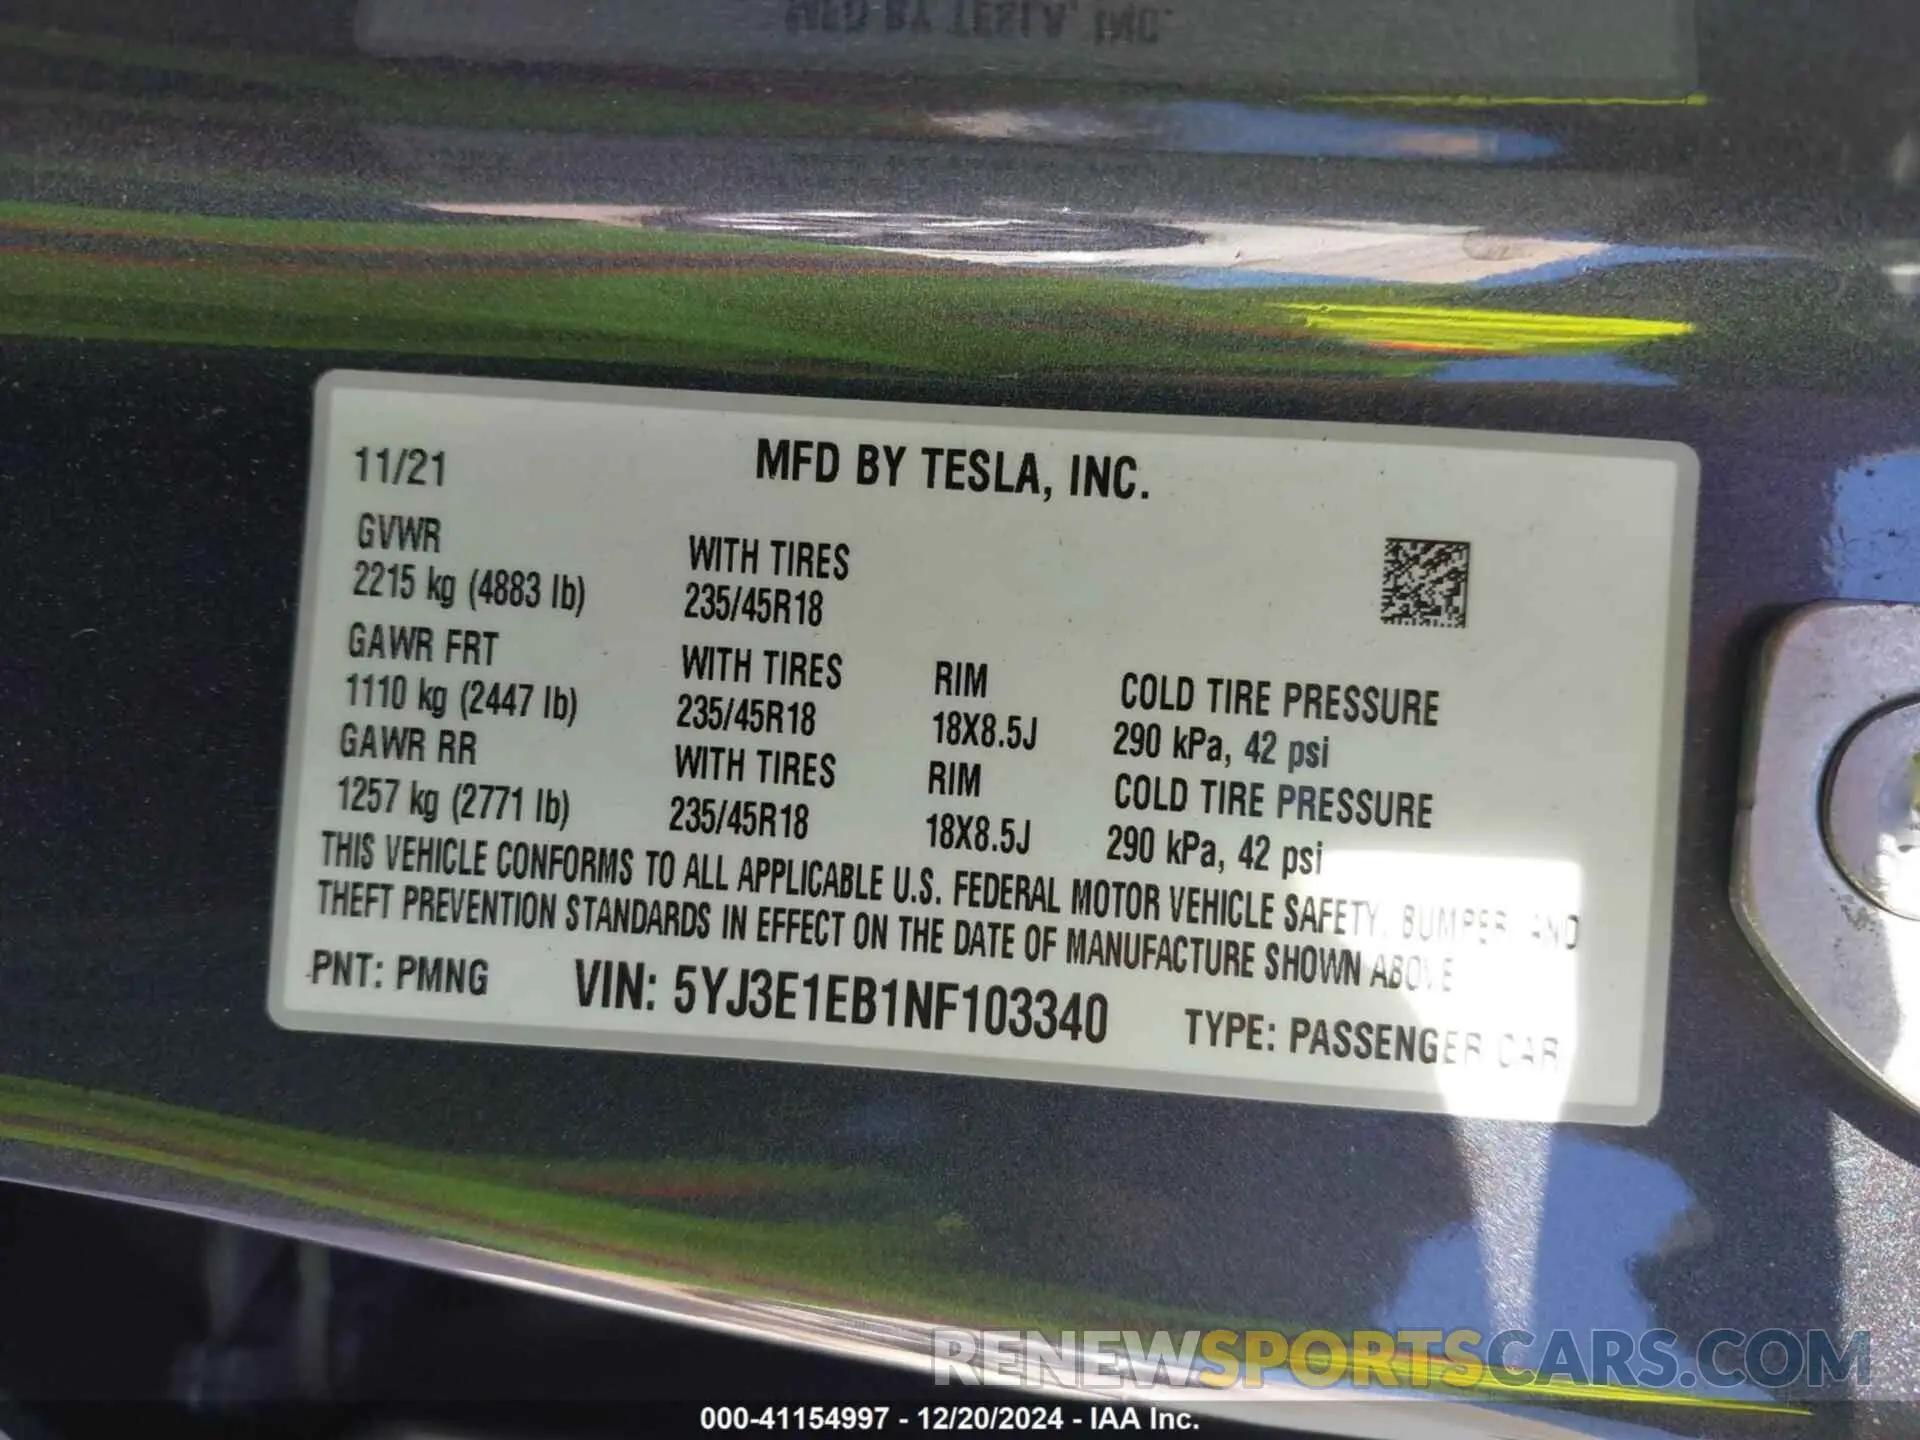 MFD BY TESLA, INC.
11/21 MFD BY TESLA, INC.
GVWR WITH TIRES
2215 kg (4883 lb) 235/45R18
GAWR FRT WITH TIRES RIM COLD TIRE PRESSURE
1110 kg (2447 lb) 235/45R18 18X8.5J 290 kPa, 42 psi
GAWR RR WITH TIRES RIM COLD TIRE PRESSURE
1257 kg (2771 lb) 235/45R18 18X8.5J 290 kPa, 42 psi
THIS VEHICLE CONFORMS TO ALL APPLICABLE U.S. FEDERAL MOTOR VEHICLE SAFETY, BUMPER, AND
THEFT PREVENTION STANDARDS IN EFFECT ON THE DATE OF MANUFACTURE SHOWN ABOVE
PNT: PMNG VIN: 5YJ3E1EB1NF103340 TYPE: PASSENGER CAR
RENEWSPORTSCARS.COM
000-41154997 - 12/20/2024 - IAA Inc.